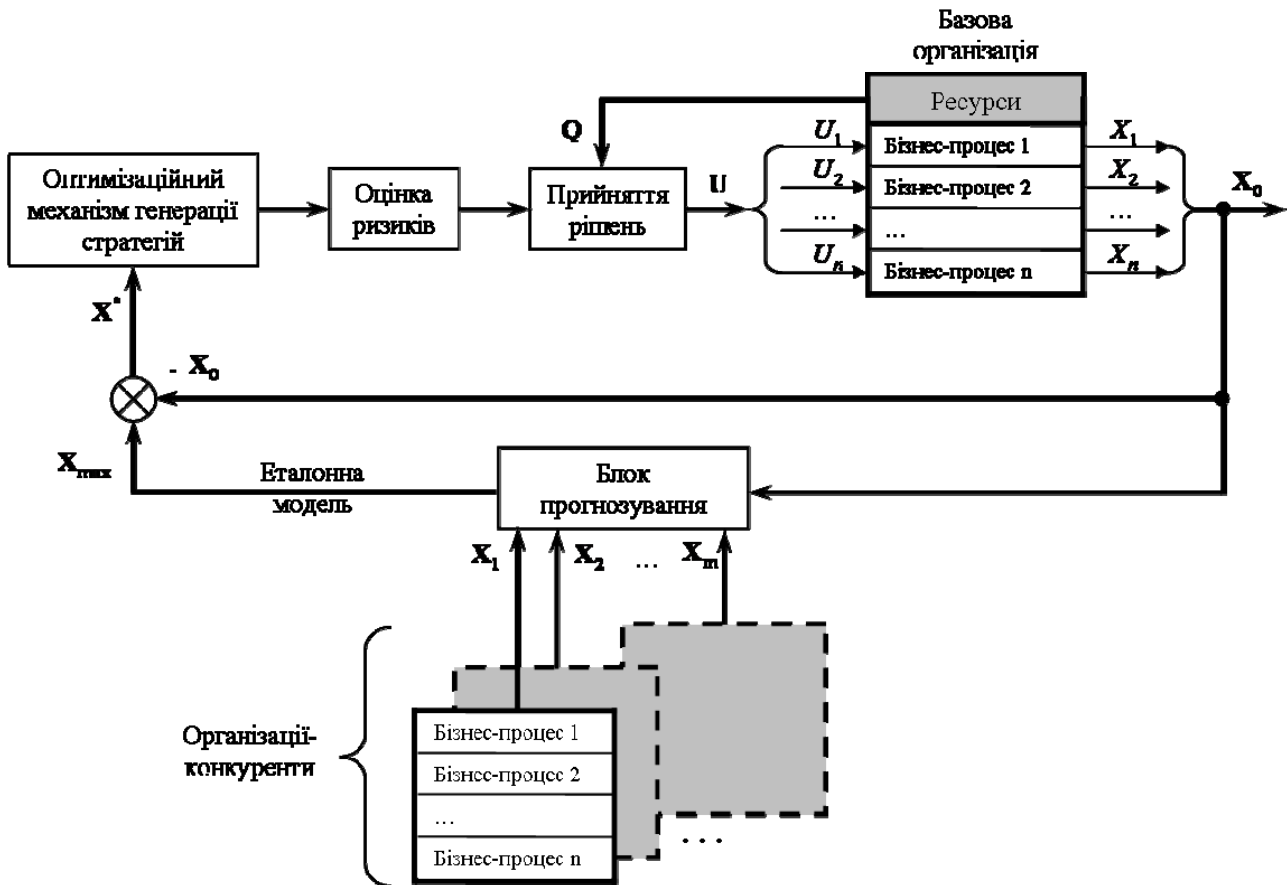 Базова
організація
Ресурси
Q
U₁
Бізнес-процес 1
X₁
Оптимізаційний
механізм генерації
стратегій
Оцінка
ризиків
Прийняття
рішень
U
U₂
Бізнес-процес 2
X₂
X₀
...
...
...
Uₙ
Бізнес-процес n
Xₙ
X*
- X₀
Xmax
Еталонна
модель
Блок
прогнозування
X₁
X₂
...
Xm
Організації-
конкуренти
Бізнес-процес 1
Бізнес-процес 2
...
Бізнес-процес n
...